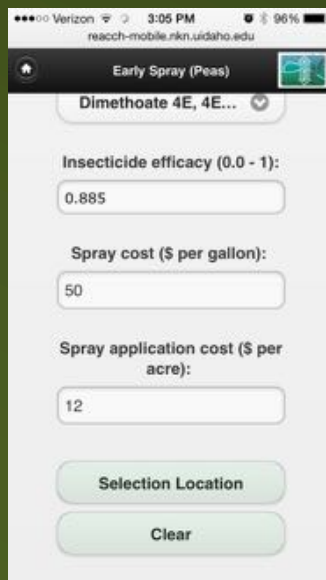 ●●●○○ Verizon 3:05 PM 96%
reacch-mobile.nkn.uidaho.edu
Early Spray (Peas)
Dimethoate 4E, 4E...
Insecticide efficacy (0.0 - 1):
0.885
Spray cost ($ per gallon):
50
Spray application cost ($ per
acre):
12
Selection Location
Clear